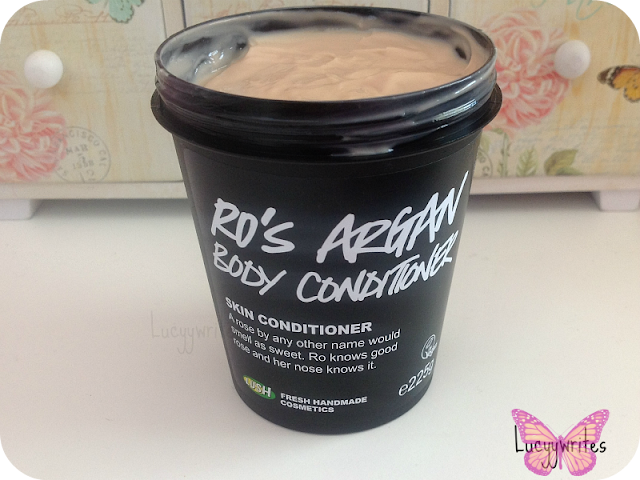 RO'S ARGAN
BODY CONDITIONER
SKIN CONDITIONER
A rose by any other name would
smell as sweet. Ro knows good
rose and her nose knows it.
LUSH
FRESH HANDMADE
COSMETICS
℮225g
Lucyywrites
Lucyywrites
MAR